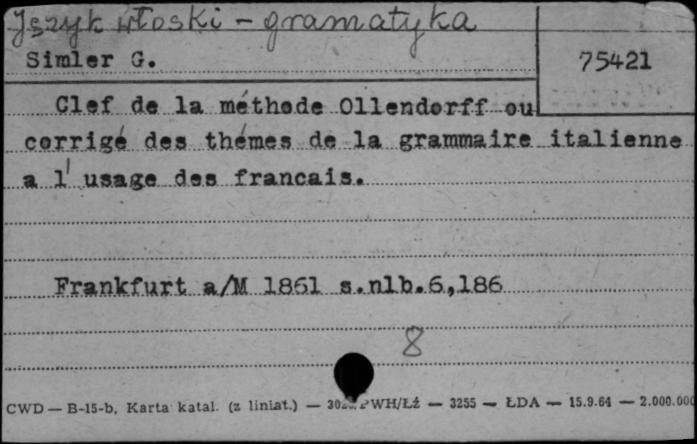 Język włoski - gramatyka
Simler G.
75421
Clef de la méthode Ollendorff ou
corrigé des thémes de la grammaire italienne
a l' usage des francais.
Frankfurt a/M 1861 s.nlb.6,186
8
CWD — B-15-b, Karta katal. (z liniat.) — PWH/Łź — 3255 — ŁDA — 15.9.64 — 2.000.000